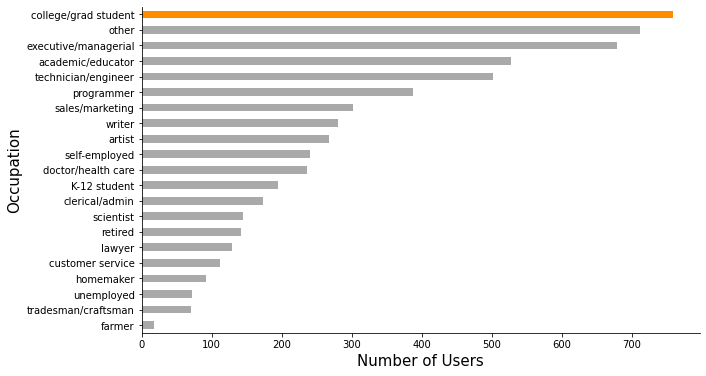 college/grad student
other
executive/managerial
academic/educator
technician/engineer
programmer
sales/marketing
writer
artist
self-employed
doctor/health care
K-12 student
clerical/admin
scientist
retired
lawyer
customer service
homemaker
unemployed
tradesman/craftsman
farmer
Occupation
0 100 200 300 400 500 600 700
Number of Users